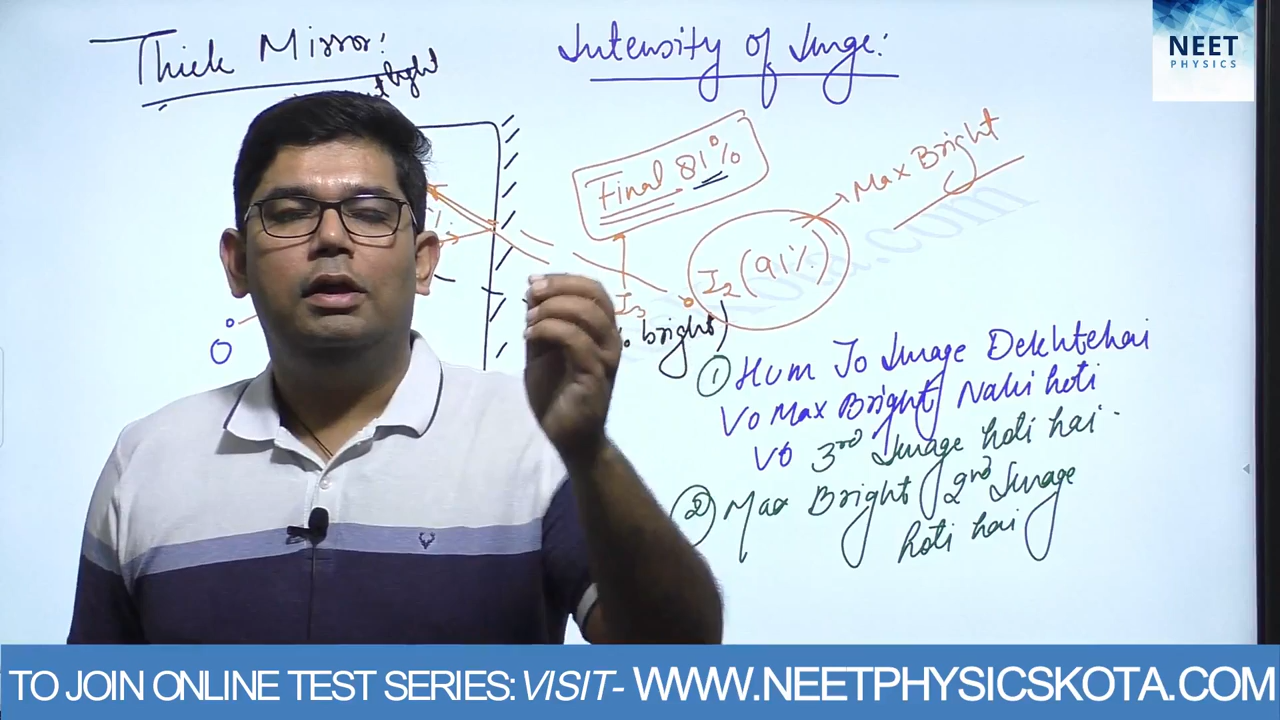 Thick Mirror:
Intensity of Image:
NEET
PHYSICS
light
Final 81%
Max Bright
I2 (91%)
I3
% bright)
O
① Hum Jo Image Dekhtehai
Vo Max Bright Nahi hoti
Vo 3rd Image hoti hai.
② Max Bright 2nd Image
hoti hai
TO JOIN ONLINE TEST SERIES: VISIT- WWW.NEETPHYSICSKOTA.COM